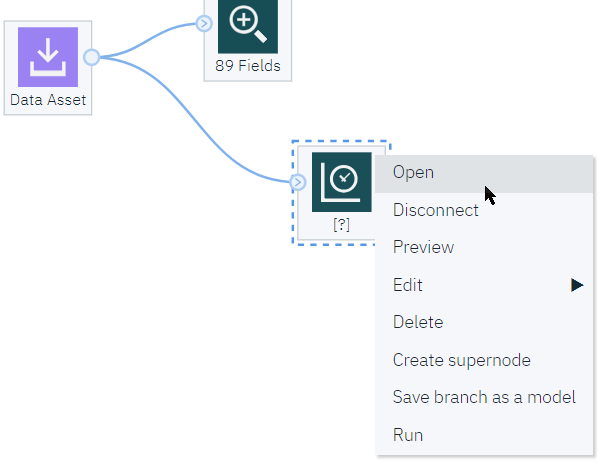 89 Fields
Data Asset
[?]
Open
Disconnect
Preview
Edit
Delete
Create supernode
Save branch as a model
Run